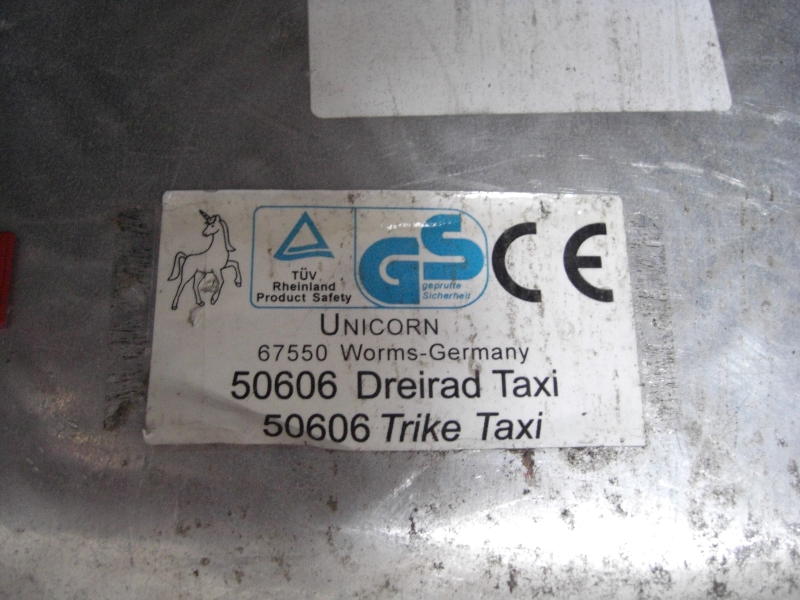 TÜV
Rheinland
Product Safety
GS
geprüfte
Sicherheit
CE
UNICORN
67550 Worms-Germany
50606 Dreirad Taxi
50606 Trike Taxi